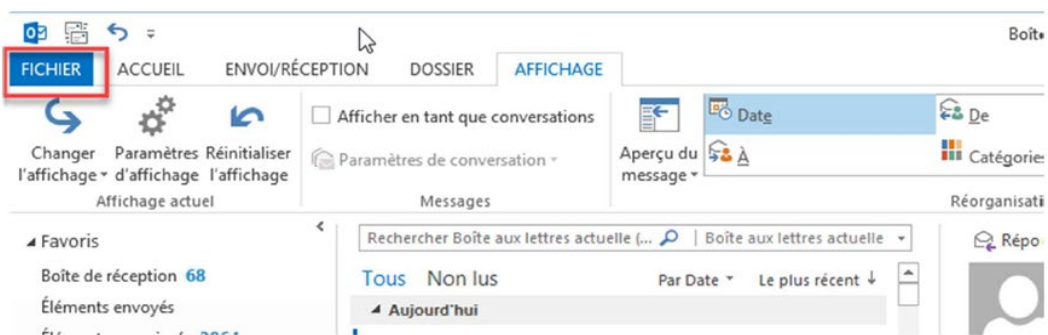 Boîte
FICHIER ACCUEIL ENVOI/RÉCEPTION DOSSIER AFFICHAGE
Afficher en tant que conversations
Date
De
Changer l'affichage
Paramètres d'affichage
Réinitialiser l'affichage
Paramètres de conversation
Aperçu du message
À
Catégories
Affichage actuel
Messages
Réorganisati
Favoris
Rechercher Boîte aux lettres actuelle (...
Boîte aux lettres actuelle
Répo
Boîte de réception 68
Tous Non lus
Par Date
Le plus récent ↓
Éléments envoyés
Aujourd'hui